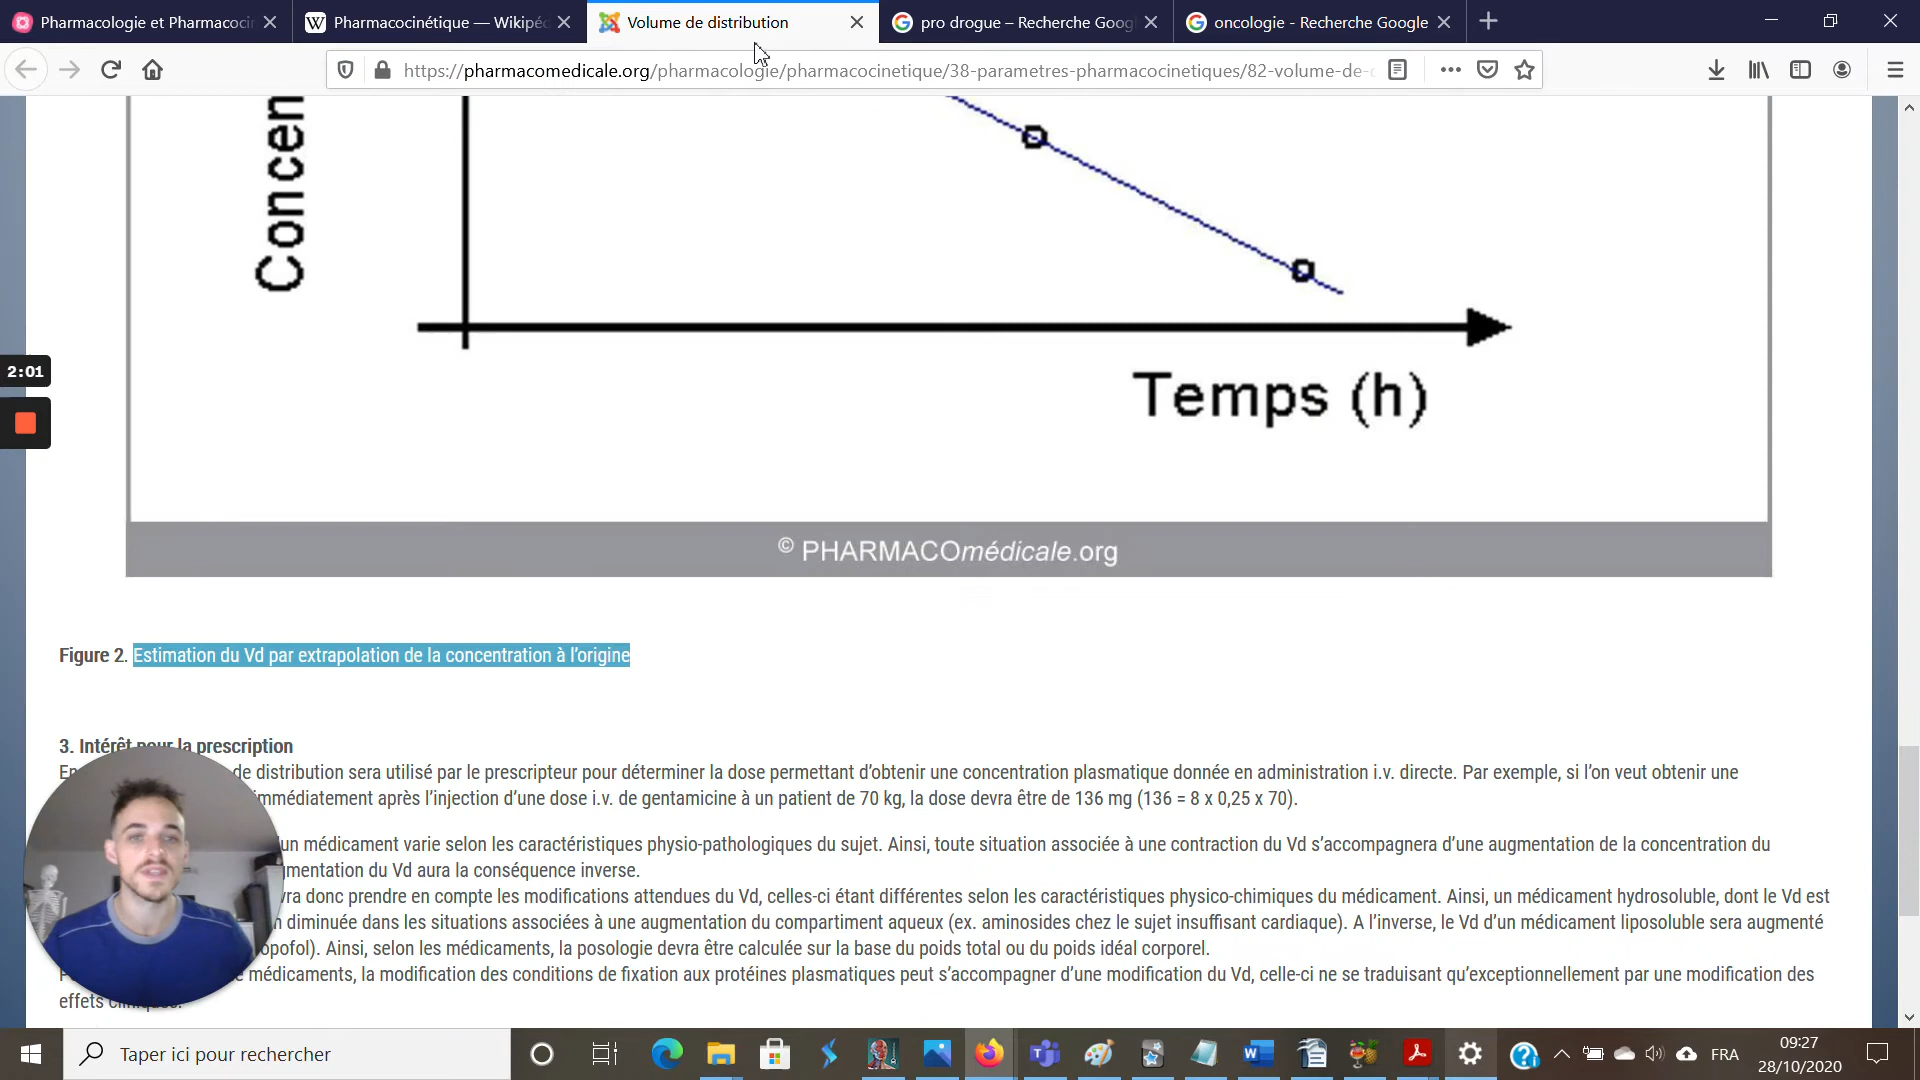 Pharmacologie et Pharmacocin
Pharmacocinétique — Wikipéd
Volume de distribution
pro drogue – Recherche Goog
oncologie - Recherche Google
https://pharmacomedicale.org/pharmacologie/pharmacocinetique/38-parametres-pharmacocinetiques/82-volume-de-
Concen
2:01
Temps (h)
© PHARMACOmédicale.org
Figure 2. Estimation du Vd par extrapolation de la concentration à l’origine
3. Intérêt pour la prescription
En de distribution sera utilisé par le prescripteur pour déterminer la dose permettant d’obtenir une concentration plasmatique donnée en administration i.v. directe. Par exemple, si l’on veut obtenir une
immédiatement après l’injection d’une dose i.v. de gentamicine à un patient de 70 kg, la dose devra être de 136 mg (136 = 8 x 0,25 x 70).
un médicament varie selon les caractéristiques physio-pathologiques du sujet. Ainsi, toute situation associée à une contraction du Vd s’accompagnera d’une augmentation de la concentration du
gmentation du Vd aura la conséquence inverse.
vra donc prendre en compte les modifications attendues du Vd, celles-ci étant différentes selon les caractéristiques physico-chimiques du médicament. Ainsi, un médicament hydrosoluble, dont le Vd est
n diminuée dans les situations associées à une augmentation du compartiment aqueux (ex. aminosides chez le sujet insuffisant cardiaque). A l’inverse, le Vd d’un médicament liposoluble sera augmenté
opofol). Ainsi, selon les médicaments, la posologie devra être calculée sur la base du poids total ou du poids idéal corporel.
médicaments, la modification des conditions de fixation aux protéines plasmatiques peut s’accompagner d’une modification du Vd, celle-ci ne se traduisant qu’exceptionnellement par une modification des
effets cliniques.
Taper ici pour rechercher
FRA
09:27
28/10/2020